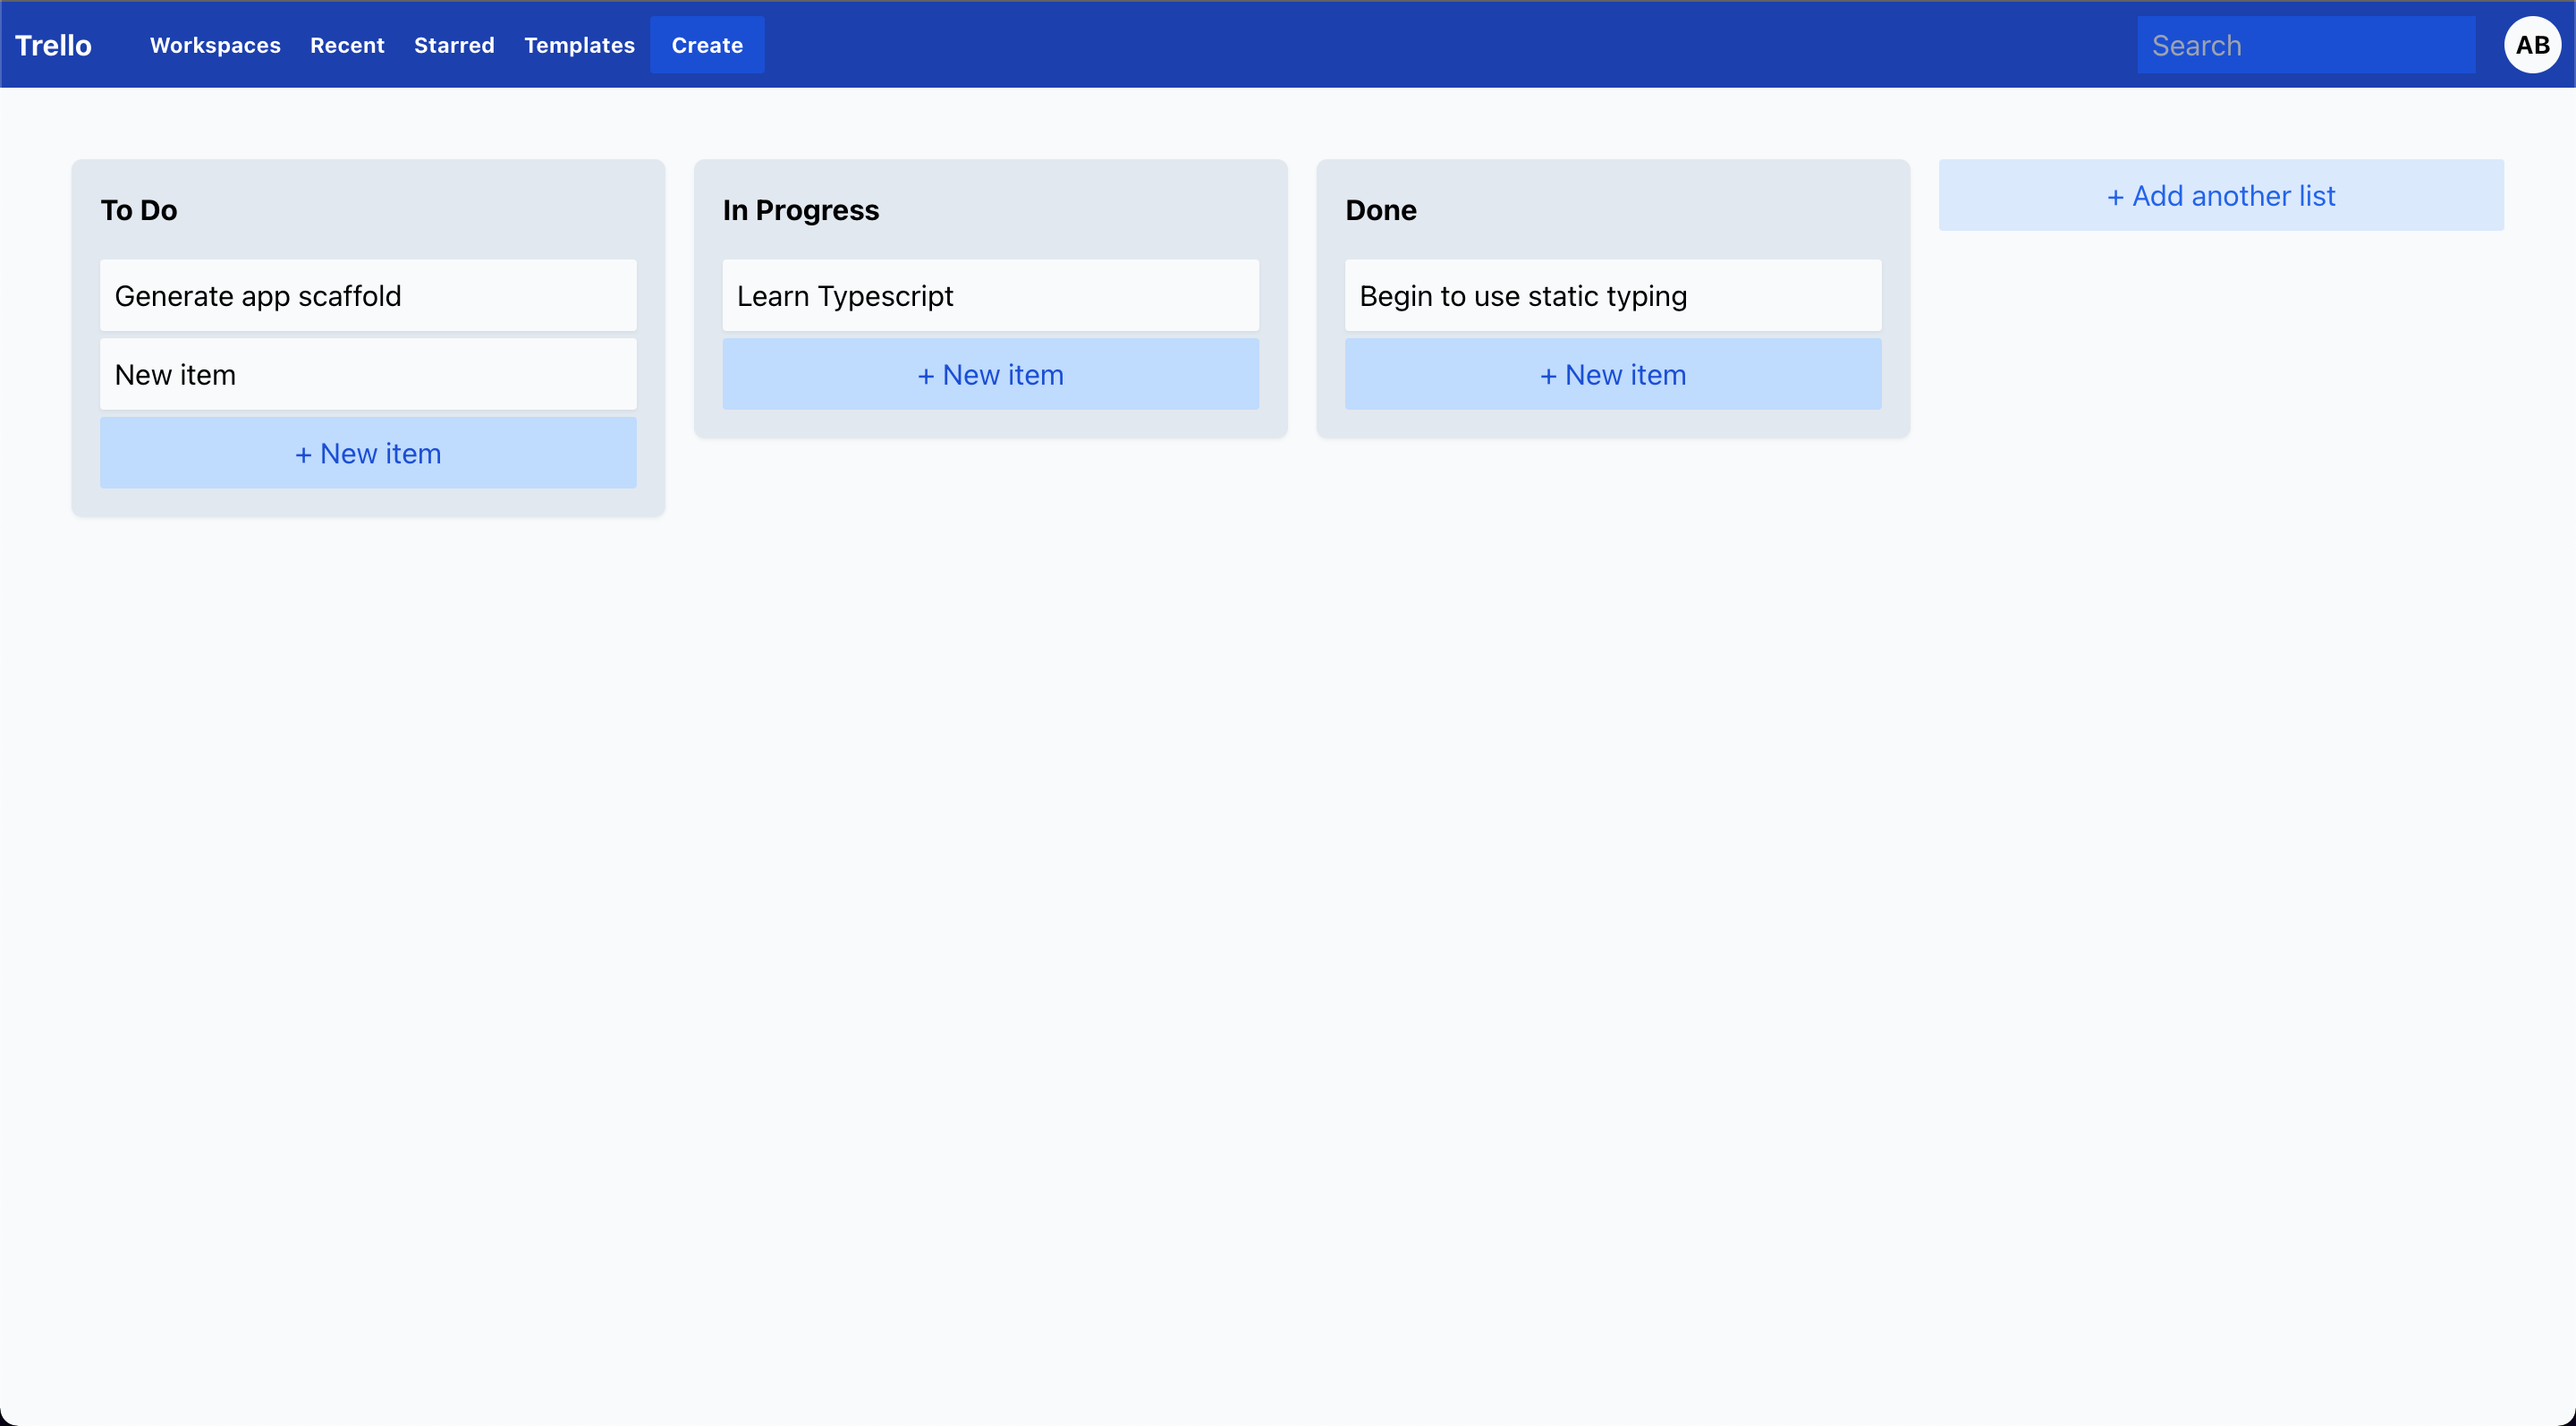 Trello Workspaces Recent Starred Templates Create Search AB
To Do
Generate app scaffold
New item
+ New item
In Progress
Learn Typescript
+ New item
Done
Begin to use static typing
+ New item
+ Add another list